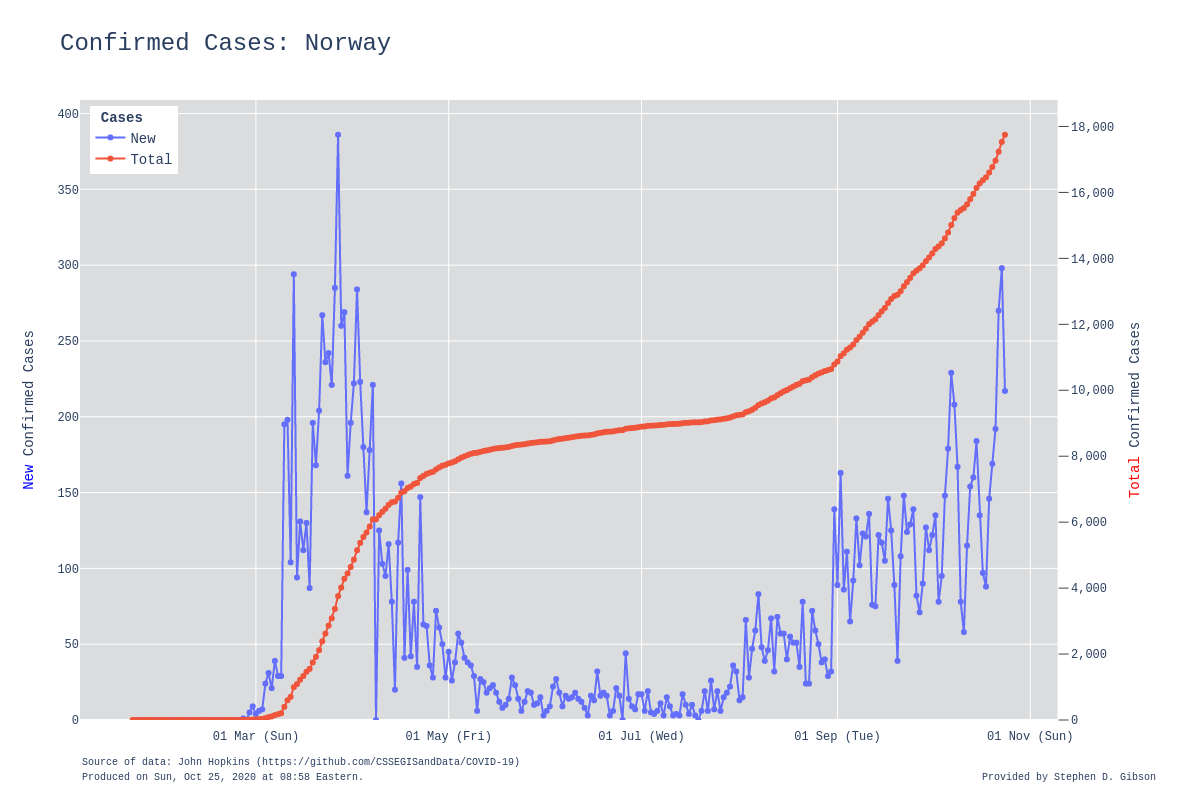 Confirmed Cases: Norway
Cases
New
Total
400
350
300
250
200
150
100
50
0
18,000
16,000
14,000
12,000
10,000
8,000
6,000
4,000
2,000
0
New Confirmed Cases
Total Confirmed Cases
01 Mar (Sun) 01 May (Fri) 01 Jul (Wed) 01 Sep (Tue) 01 Nov (Sun)
Source of data: John Hopkins (https://github.com/CSSEGISandData/COVID-19)
Produced on Sun, Oct 25, 2020 at 08:58 Eastern.
Provided by Stephen D. Gibson